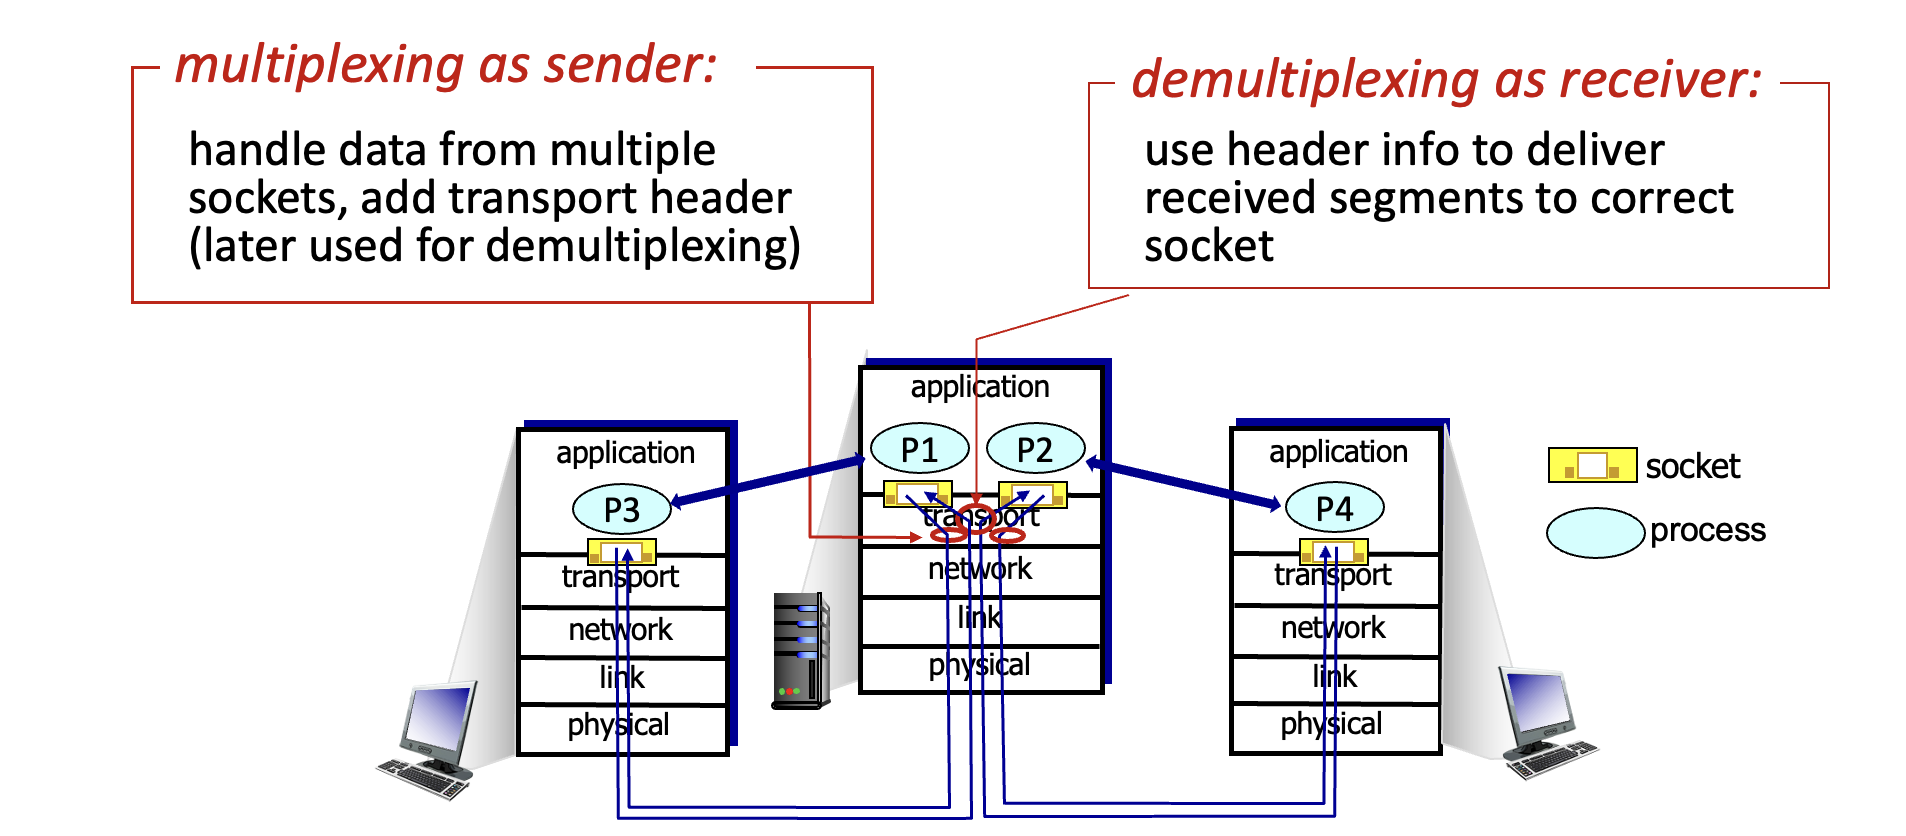 multiplexing as sender:
handle data from multiple
sockets, add transport header
(later used for demultiplexing)
demultiplexing as receiver:
use header info to deliver
received segments to correct
socket
application
P3
transport
network
link
physical
application
P1 P2
transport
network
link
physical
application
P4
transport
network
link
physical
socket
process